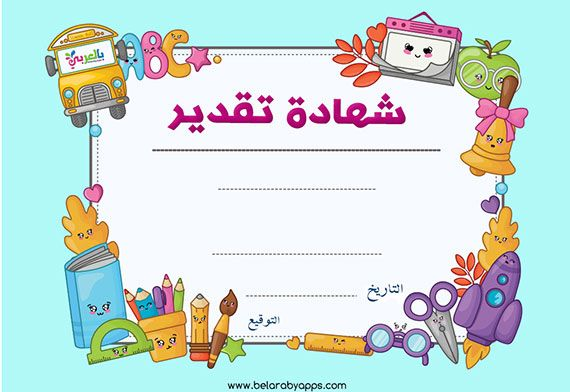 بالعربي
ABC
شهادة تقدير
التاريخ
التوقيع
www.belarabyapps.com